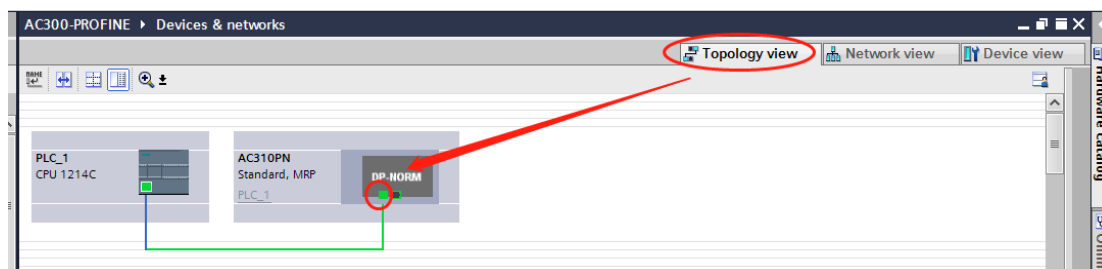 AC300-PROFINE ▸ Devices & networks
Topology view
Network view
Device view
Hardware catalog
PLC_1
CPU 1214C
AC310PN
Standard, MRP
PLC_1
DP-NORM